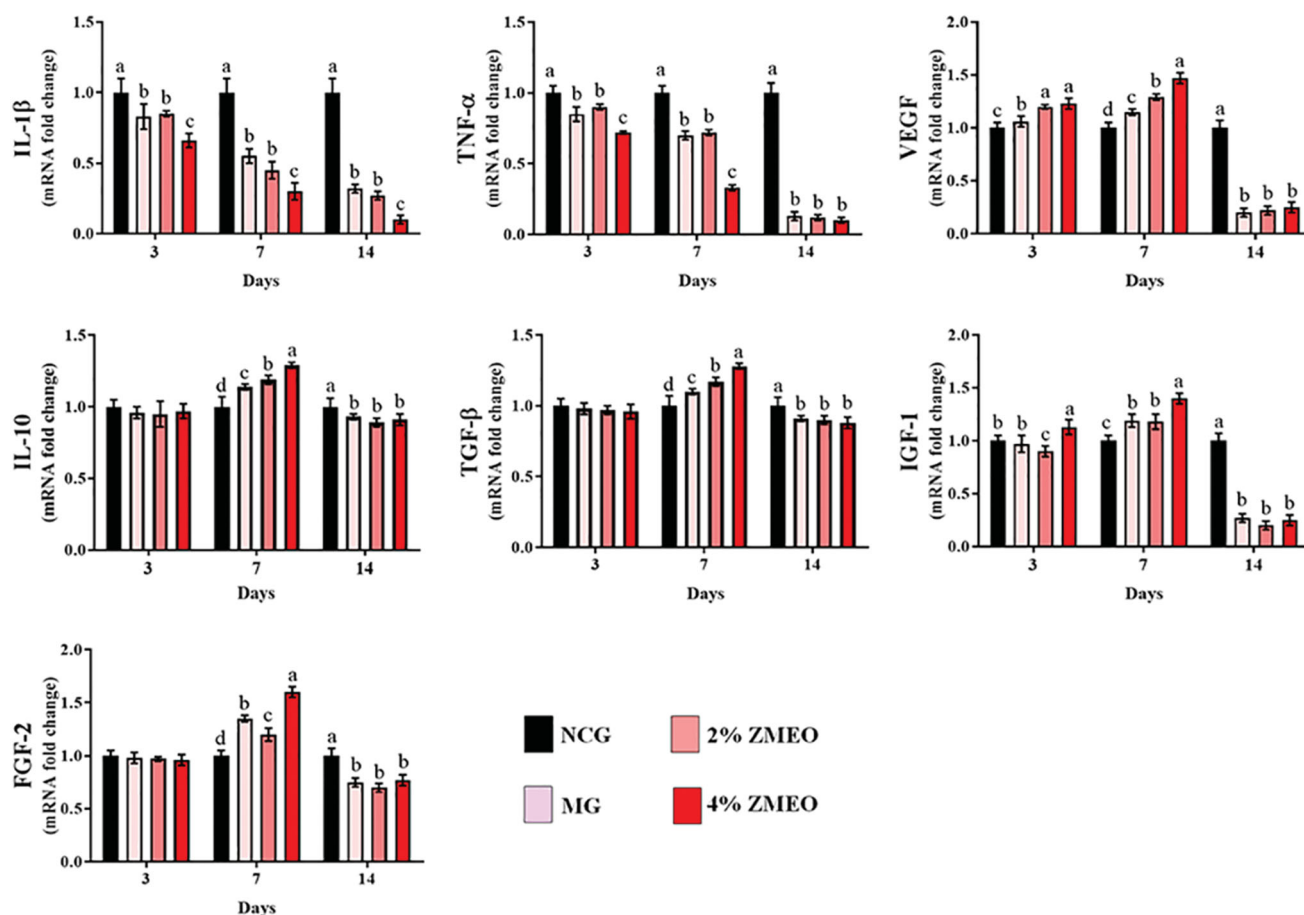 IL-1β
(mRNA fold change)
1.5
1.0
0.5
0.0
a b b c
a b b c
a b b c
3 7 14
Days
TNF-α
(mRNA fold change)
1.5
1.0
0.5
0.0
a b b c
a b b c
a b b b
3 7 14
Days
VEGF
(mRNA fold change)
2.0
1.5
1.0
0.5
0.0
c b a a
d c b a
a b b b
3 7 14
Days
IL-10
(mRNA fold change)
1.5
1.0
0.5
0.0
d c b a
a b b b
3 7 14
Days
TGF-β
(mRNA fold change)
1.5
1.0
0.5
0.0
d c b a
a b b b
3 7 14
Days
IGF-1
(mRNA fold change)
2.0
1.5
1.0
0.5
0.0
b b c a
c b b a
a b b b
3 7 14
Days
FGF-2
(mRNA fold change)
2.0
1.5
1.0
0.5
0.0
d b c a
a b b b
3 7 14
Days
NCG
2% ZMEO
MG
4% ZMEO